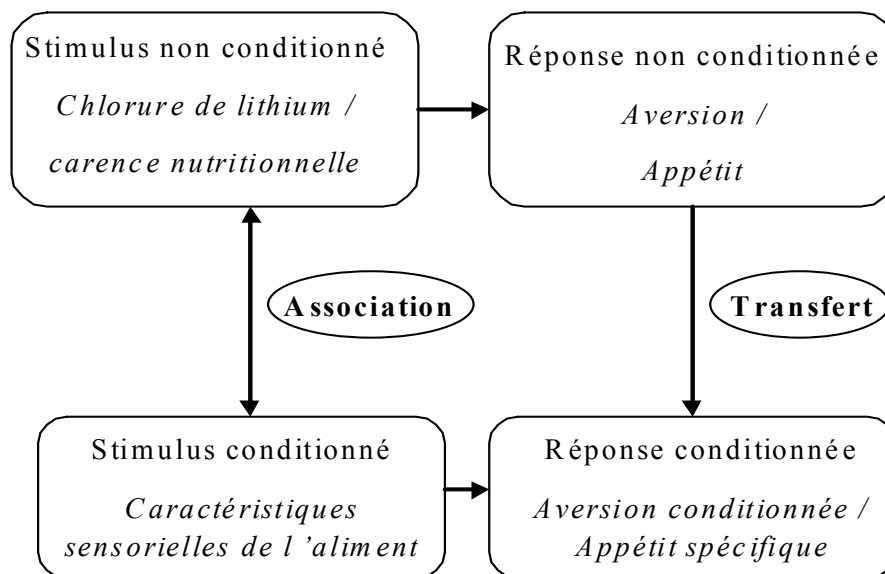 Stimulus non conditionné
Chlorure de lithium /
carence nutritionnelle
Réponse non conditionnée
Aversion /
Appétit
Association
Transfert
Stimulus conditionné
Caractéristiques
sensorielles de l ’aliment
Réponse conditionnée
Aversion conditionnée /
Appétit spécifique